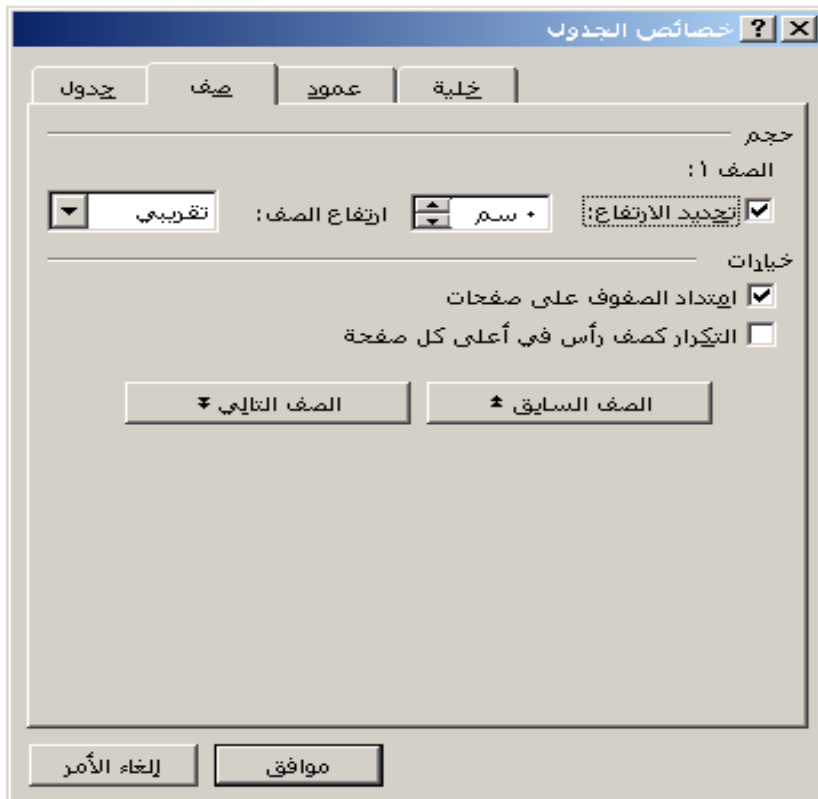 خصائص الجدول
جدول صف عمود خلية
حجم
الصف ١:
تحديد الارتفاع: ٠ سم ارتفاع الصف: تقريبي
خيارات
امتداد الصفوف على صفحات
التكرار كصف رأس في أعلى كل صفحة
الصف السابق الصف التالي
موافق إلغاء الأمر